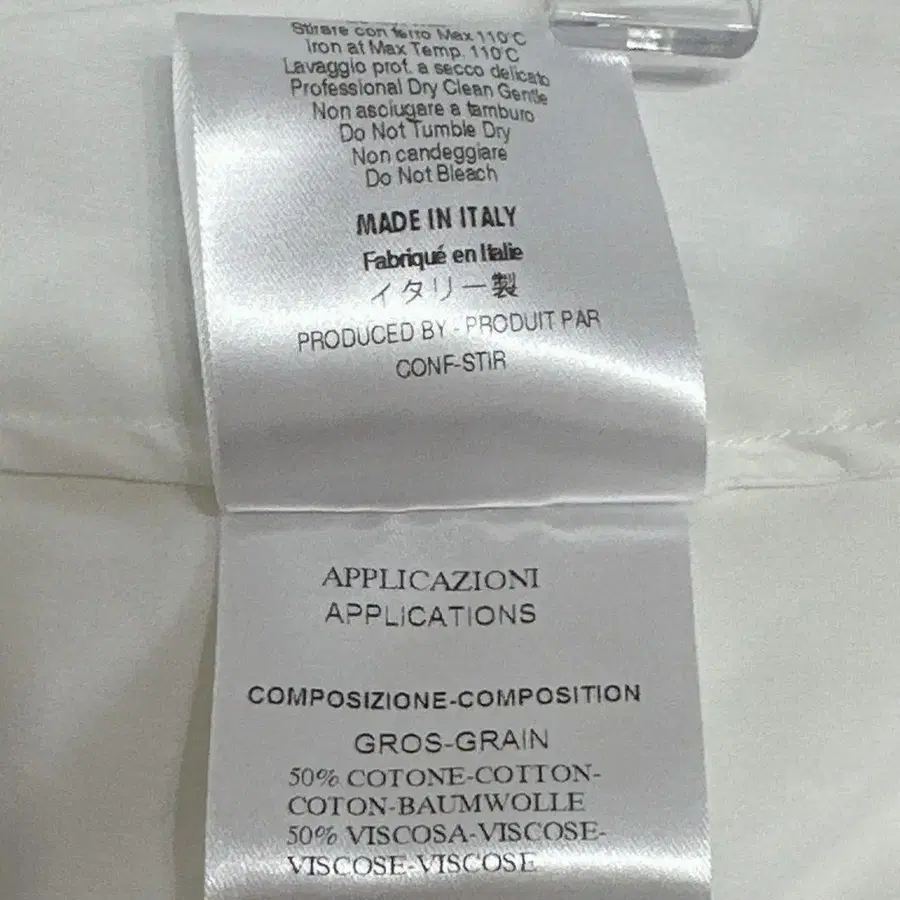 Stirare con ferro Max 110°C
Iron at Max Temp. 110°C
Lavaggio prof. a secco delicato
Professional Dry Clean Gentle
Non asciugare a tamburo
Do Not Tumble Dry
Non candeggiare
Do Not Bleach
MADE IN ITALY
Fabriqué en Italie
イタリー製
PRODUCED BY - PRODUIT PAR
CONF-STIR
APPLICAZIONI
APPLICATIONS
COMPOSIZIONE-COMPOSITION
GROS-GRAIN
50% COTONE-COTTON-
COTON-BAUMWOLLE
50% VISCOSA-VISCOSE-
VISCOSE-VISCOSE